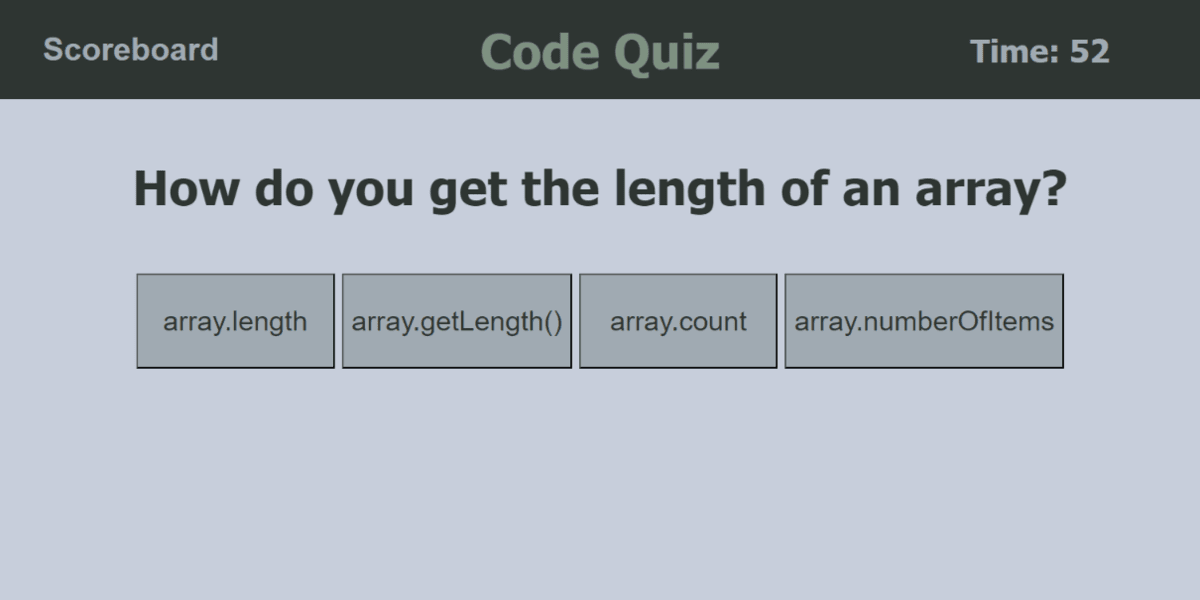 Scoreboard Code Quiz Time: 52
How do you get the length of an array?
array.length array.getLength() array.count array.numberOfItems